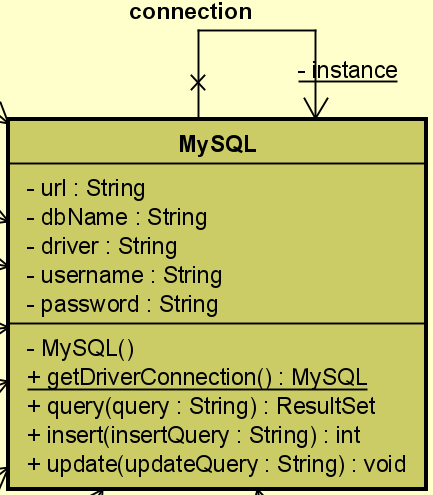 connection
- instance
MySQL
- url : String
- dbName : String
- driver : String
- username : String
- password : String
- MySQL()
+ getDriverConnection() : MySQL
+ query(query : String) : ResultSet
+ insert(insertQuery : String) : int
+ update(updateQuery : String) : void